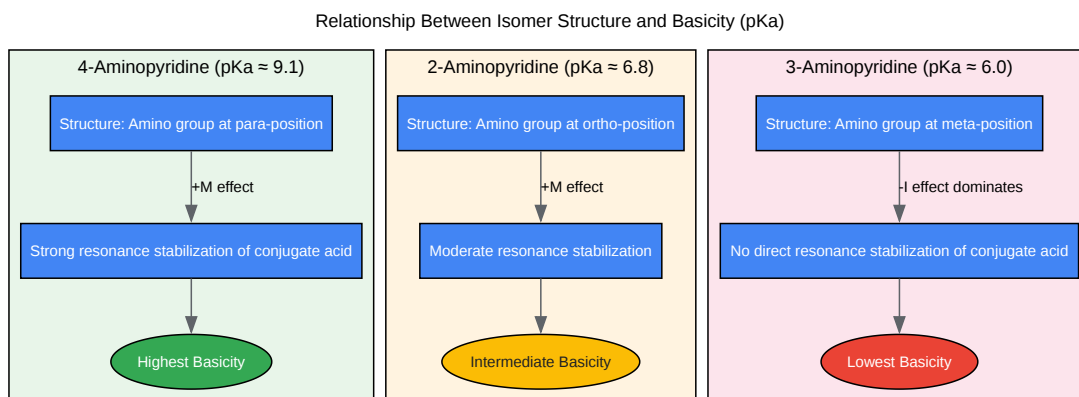 Relationship Between Isomer Structure and Basicity (pKa)
4-Aminopyridine (pKa ≈ 9.1)
Structure: Amino group at para-position
+M effect
Strong resonance stabilization of conjugate acid
Highest Basicity
2-Aminopyridine (pKa ≈ 6.8)
Structure: Amino group at ortho-position
+M effect
Moderate resonance stabilization
Intermediate Basicity
3-Aminopyridine (pKa ≈ 6.0)
Structure: Amino group at meta-position
-I effect dominates
No direct resonance stabilization of conjugate acid
Lowest Basicity